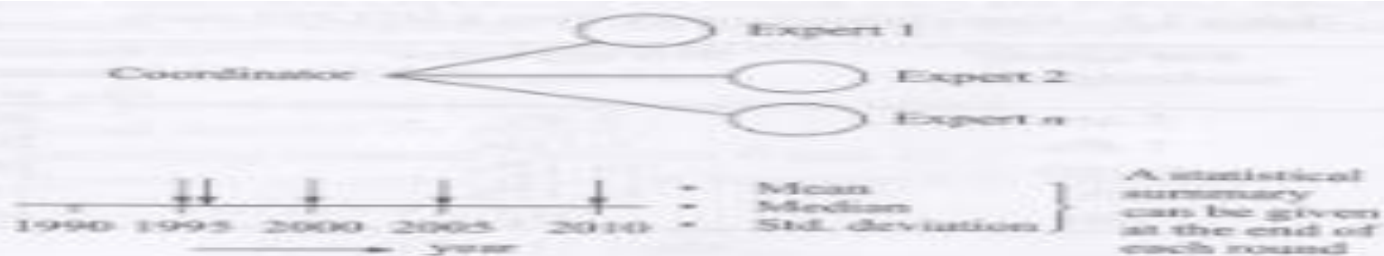 Expert 1
Coordinator
Expert 2
Expert n
1990 1995 2000 2005 2010
year
• Mean
• Median
• Std. deviation
A statistical
summary
can be given
at the end of
each round